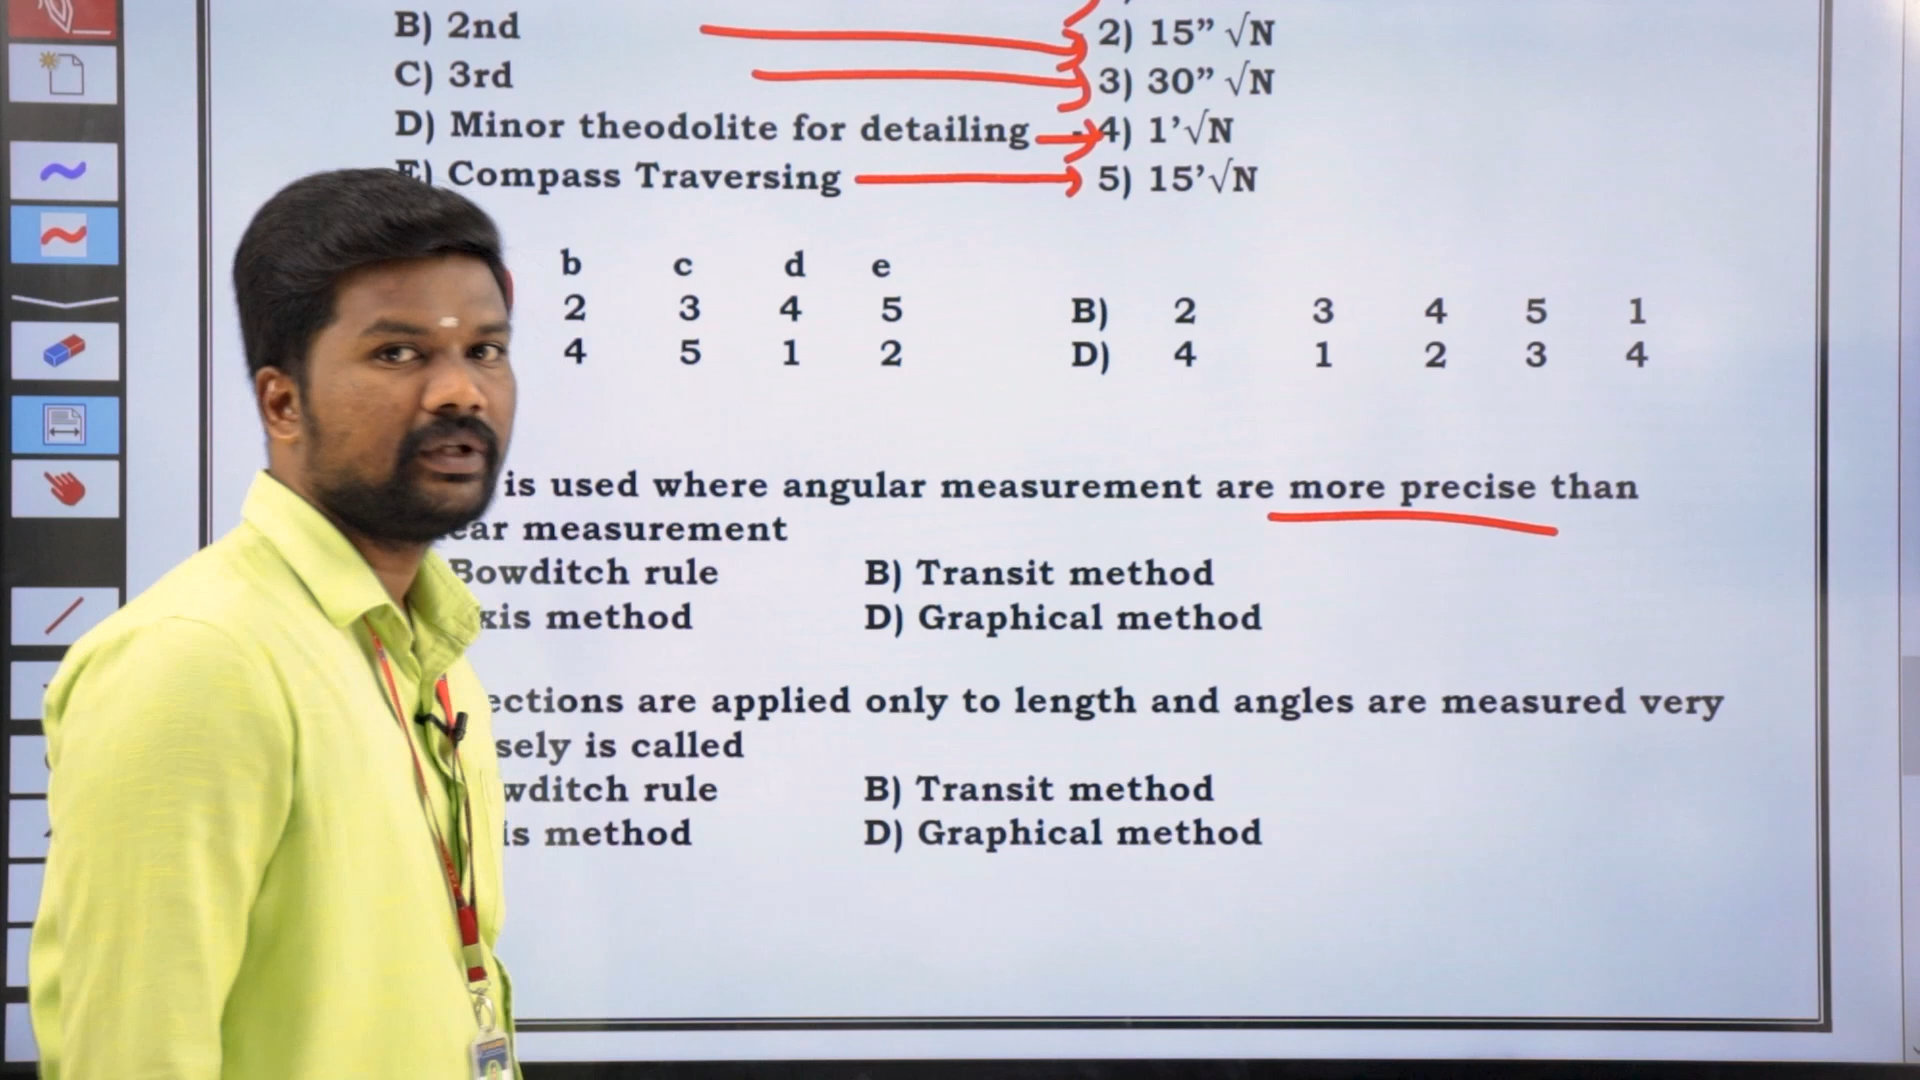 B) 2nd 2) 15” √N
C) 3rd 3) 30” √N
D) Minor theodolite for detailing 4) 1’√N
E) Compass Traversing 5) 15’√N
b c d e
2 3 4 5 B) 2 3 4 5 1
4 5 1 2 D) 4 1 2 3 4
is used where angular measurement are more precise than
measurement
Bowditch rule B) Transit method
method D) Graphical method
are applied only to length and angles are measured very
is called
rule B) Transit method
method D) Graphical method